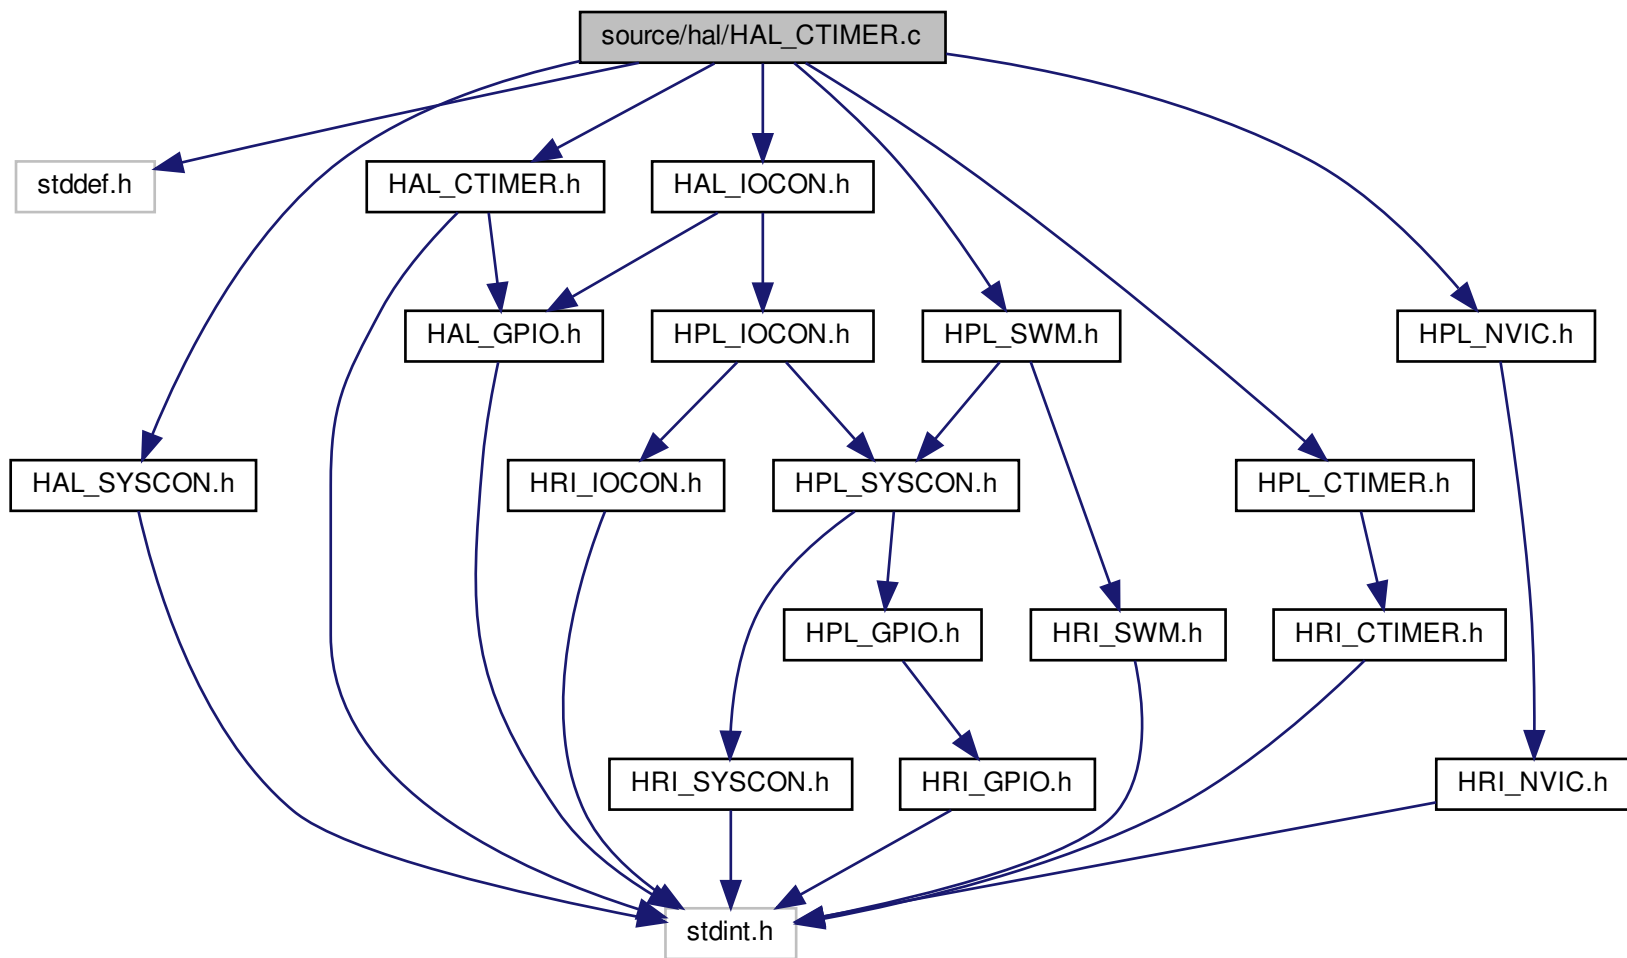 source/hal/HAL_CTIMER.c
stddef.h
HAL_CTIMER.h
HAL_IOCON.h
HAL_GPIO.h
HPL_IOCON.h
HPL_SWM.h
HPL_NVIC.h
HAL_SYSCON.h
HRI_IOCON.h
HPL_SYSCON.h
HPL_CTIMER.h
HPL_GPIO.h
HRI_SWM.h
HRI_CTIMER.h
HRI_SYSCON.h
HRI_GPIO.h
HRI_NVIC.h
stdint.h